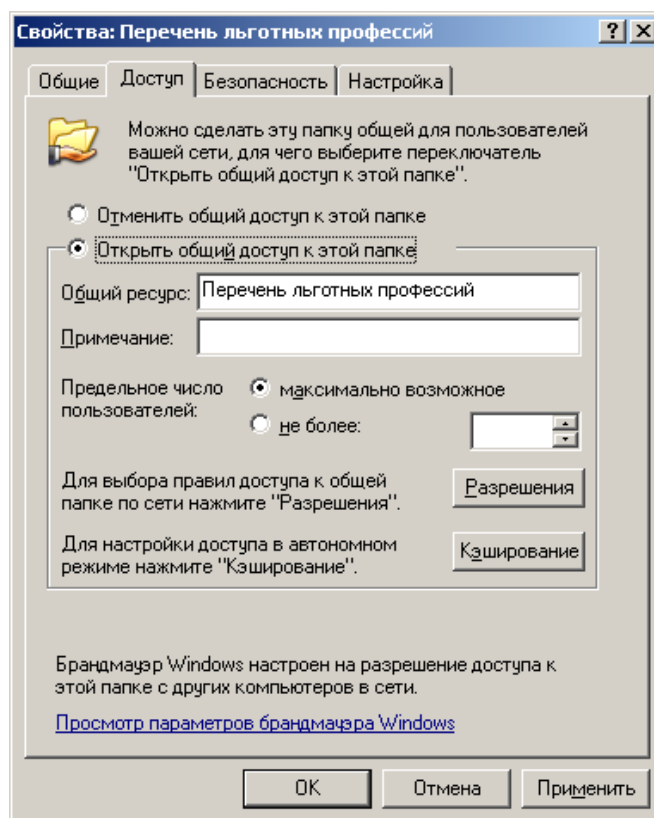 Свойства: Перечень льготных профессий
Общие Доступ Безопасность Настройка
Можно сделать эту папку общей для пользователей
вашей сети, для чего выберите переключатель
"Открыть общий доступ к этой папке".
Отменить общий доступ к этой папке
Открыть общий доступ к этой папке
Общий ресурс: Перечень льготных профессий
Примечание:
Предельное число
пользователей:
максимально возможное
не более:
Для выбора правил доступа к общей
папке по сети нажмите "Разрешения".
Разрешения
Для настройки доступа в автономном
режиме нажмите "Кэширование".
Кэширование
Брандмауэр Windows настроен на разрешение доступа к
этой папке с других компьютеров в сети.
Просмотр параметров брандмауэра Windows
ОК Отмена Применить